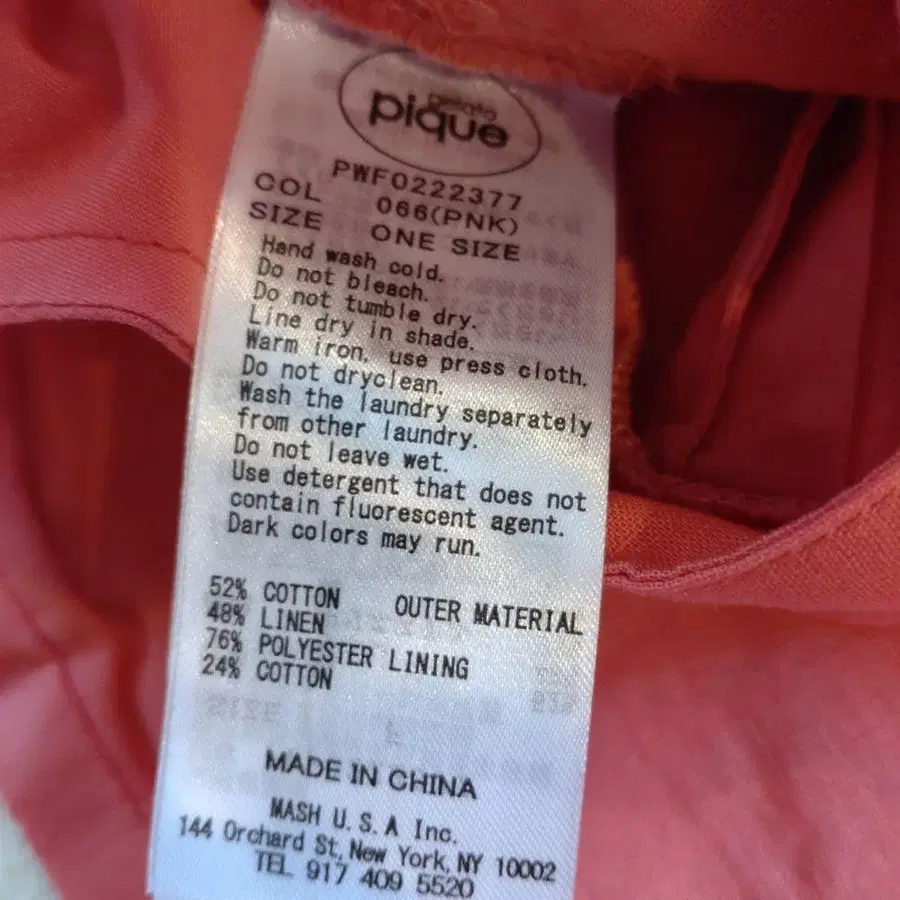 gelato
pique
PWF0222377
COL 066(PNK)
SIZE ONE SIZE
Hand wash cold.
Do not bleach.
Do not tumble dry.
Line dry in shade.
Warm iron, use press cloth.
Do not dryclean.
Wash the laundry separately
from other laundry.
Do not leave wet.
Use detergent that does not
contain fluorescent agent.
Dark colors may run.
52% COTTON OUTER MATERIAL
48% LINEN
76% POLYESTER LINING
24% COTTON
MADE IN CHINA
MASH U.S.A Inc.
144 Orchard St, New York, NY 10002
TEL 917 409 5520